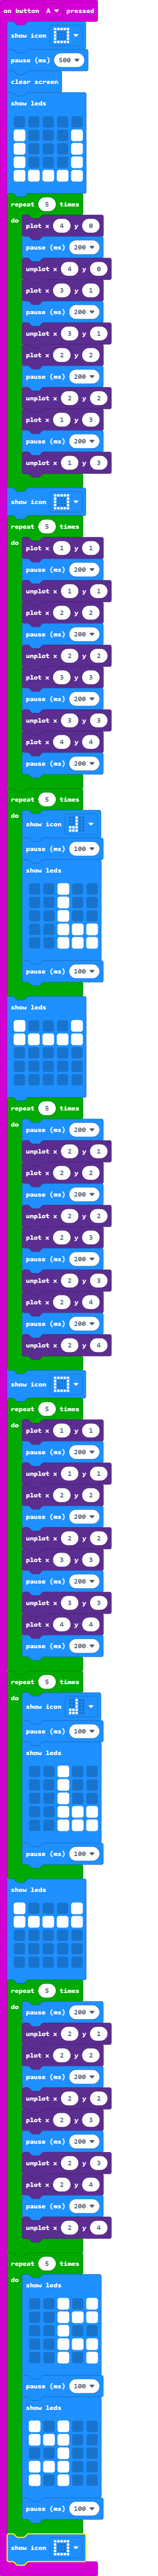 on button A ▼ pressed
show icon
pause (ms) 500
clear screen
show leds
repeat 5 times
do
plot x 4 y 0
pause (ms) 200
unplot x 4 y 0
plot x 3 y 1
pause (ms) 200
unplot x 3 y 1
plot x 2 y 2
pause (ms) 200
unplot x 2 y 2
plot x 1 y 3
pause (ms) 200
unplot x 1 y 3
show icon
repeat 5 times
do
plot x 1 y 1
pause (ms) 200
unplot x 1 y 1
plot x 2 y 2
pause (ms) 200
unplot x 2 y 2
plot x 3 y 3
pause (ms) 200
unplot x 3 y 3
plot x 4 y 4
pause (ms) 200
repeat 5 times
do
show icon
pause (ms) 100
show leds
pause (ms) 100
show leds
repeat 5 times
do
pause (ms) 200
unplot x 2 y 1
plot x 2 y 2
pause (ms) 200
unplot x 2 y 2
plot x 2 y 3
pause (ms) 200
unplot x 2 y 3
plot x 2 y 4
pause (ms) 200
unplot x 2 y 4
show icon
repeat 5 times
do
plot x 1 y 1
pause (ms) 200
unplot x 1 y 1
plot x 2 y 2
pause (ms) 200
unplot x 2 y 2
plot x 3 y 3
pause (ms) 200
unplot x 3 y 3
plot x 4 y 4
pause (ms) 200
repeat 5 times
do
show icon
pause (ms) 100
show leds
pause (ms) 100
show leds
repeat 5 times
do
pause (ms) 200
unplot x 2 y 1
plot x 2 y 2
pause (ms) 200
unplot x 2 y 2
plot x 2 y 3
pause (ms) 200
unplot x 2 y 3
plot x 2 y 4
pause (ms) 200
unplot x 2 y 4
repeat 5 times
do
show leds
pause (ms) 100
show leds
pause (ms) 100
show icon